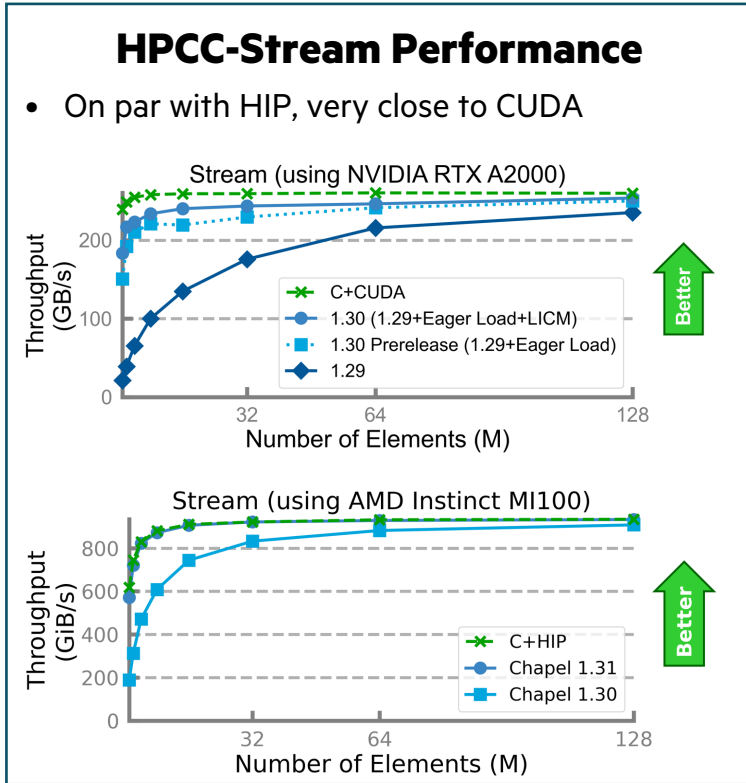 HPCC-Stream Performance
• On par with HIP, very close to CUDA
Stream (using NVIDIA RTX A2000)
Throughput
(GB/s)
200
100
0
C+CUDA
1.30 (1.29+Eager Load+LICM)
1.30 Prerelease (1.29+Eager Load)
1.29
32
64
128
Number of Elements (M)
Better
Stream (using AMD Instinct MI100)
Throughput
(GiB/s)
800
600
400
200
0
C+HIP
Chapel 1.31
Chapel 1.30
32
64
128
Number of Elements (M)
Better